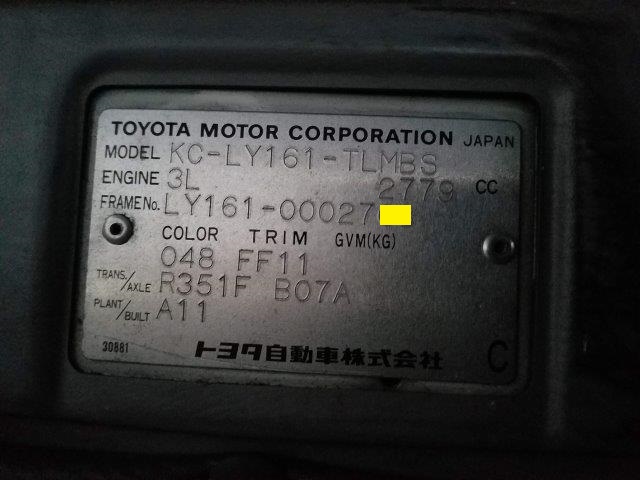 TOYOTA MOTOR CORPORATION JAPAN
MODEL KC-LY161-TLMBS
ENGINE 3L 2779 CC
FRAME No. LY161-00027
COLOR TRIM GVM(KG)
048 FF11
TRANS./AXLE R351F B07A
PLANT/BUILT A11
30881 トヨタ自動車株式会社 C